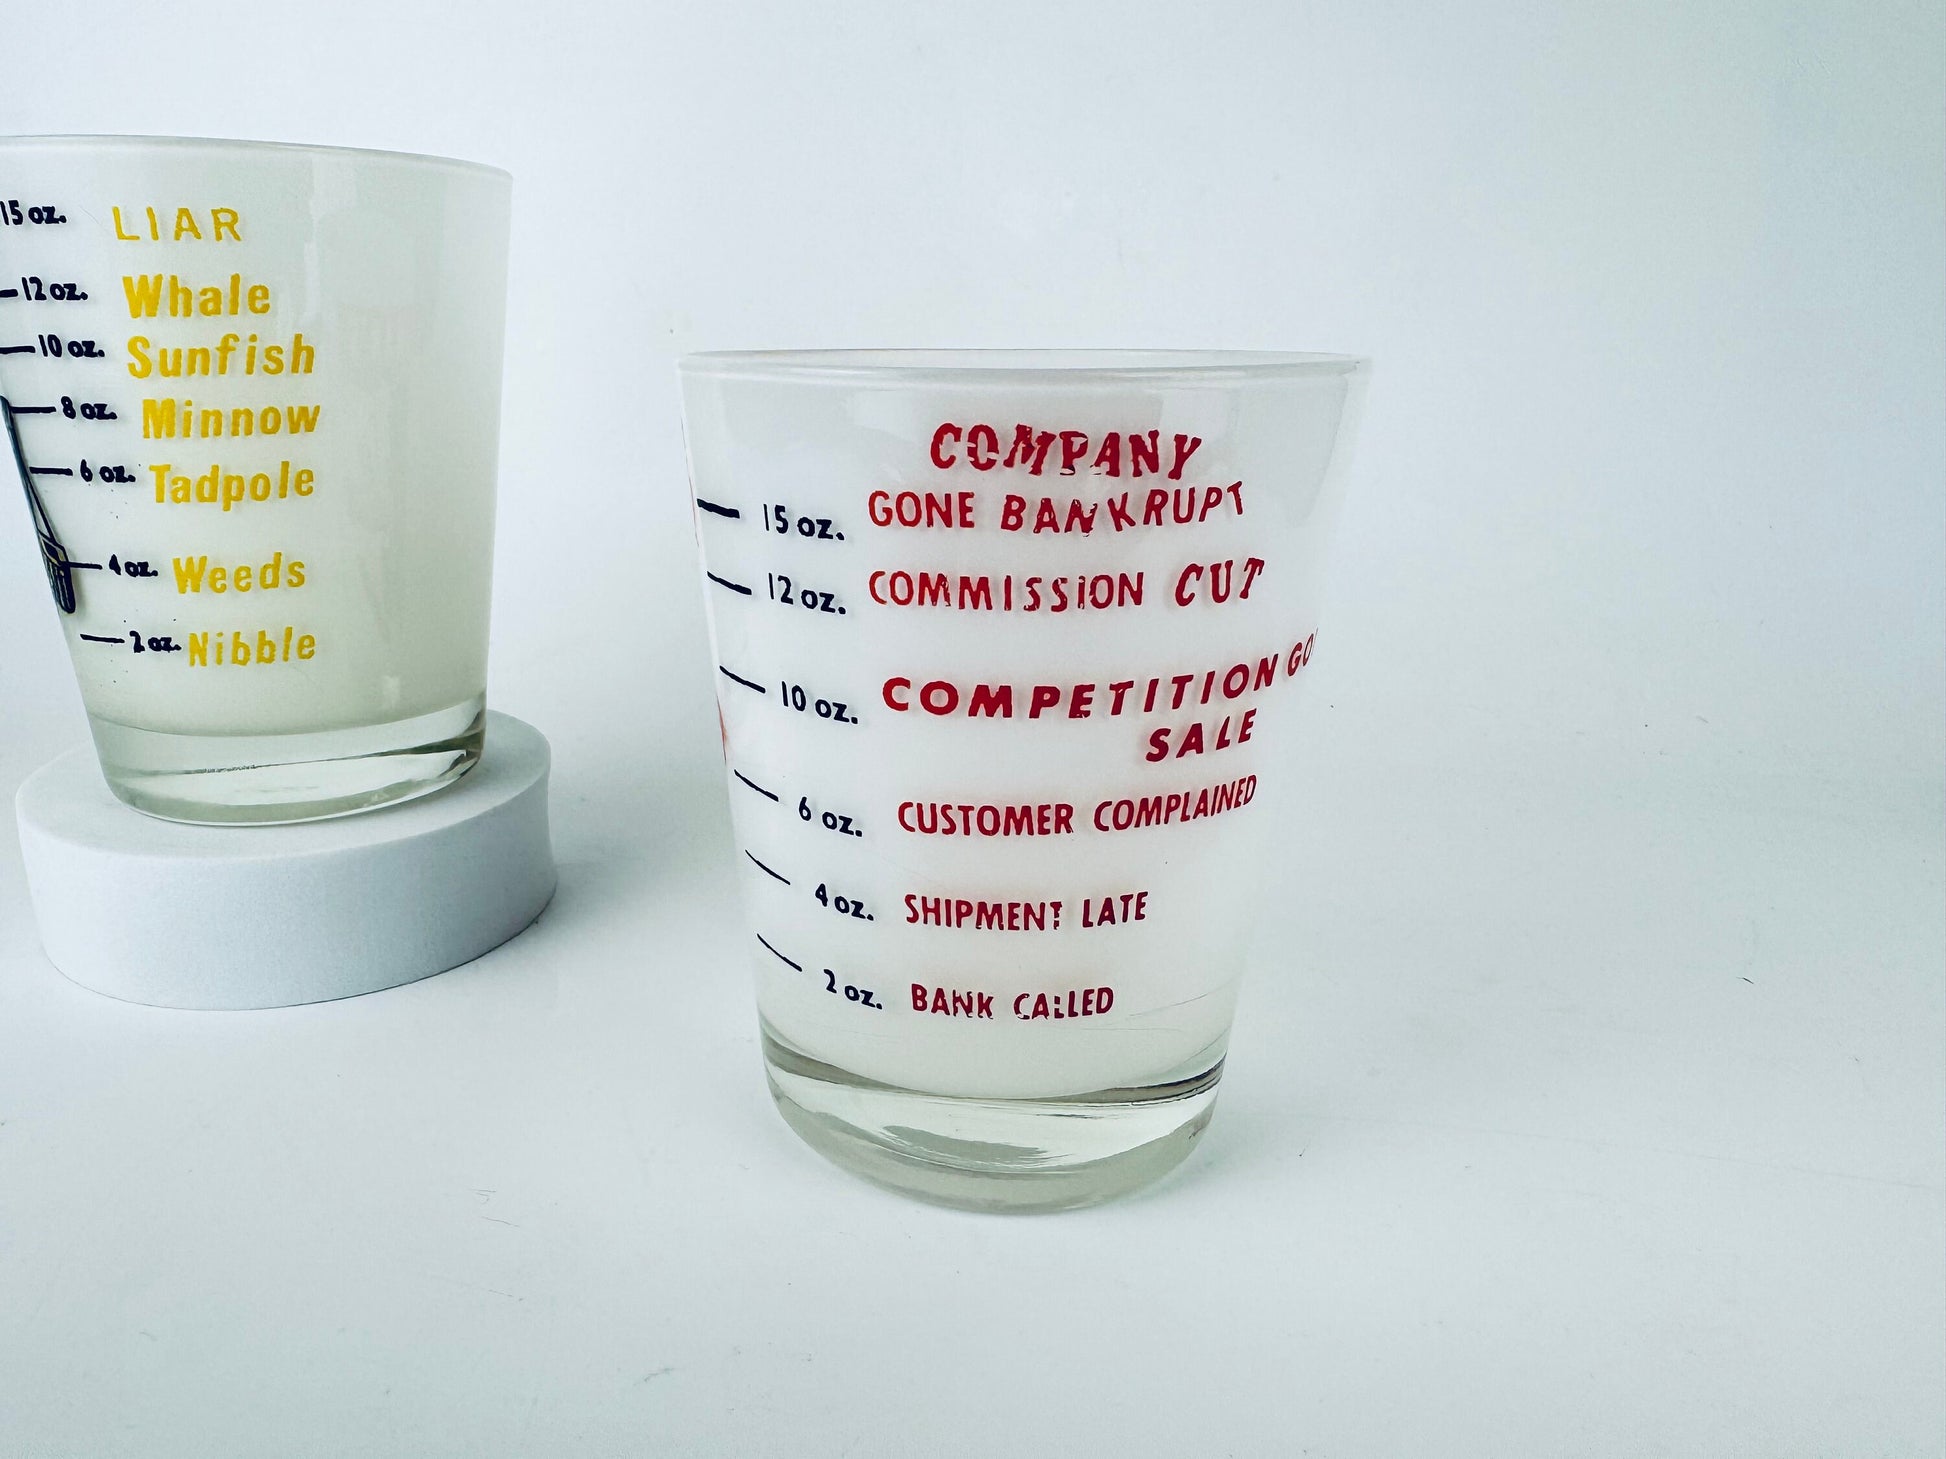 15 oz. LIAR
12 oz. Whale
10 oz. Sunfish
8 oz. Minnow
6 oz. Tadpole
4 oz. Weeds
2 oz. Nibble
COMPANY
15 oz. GONE BANKRUPT
12 oz. COMMISSION CUT
10 oz. COMPETITION
SALE
6 oz. CUSTOMER COMPLAINED
4 oz. SHIPMENT LATE
2 oz. BANK CALLED